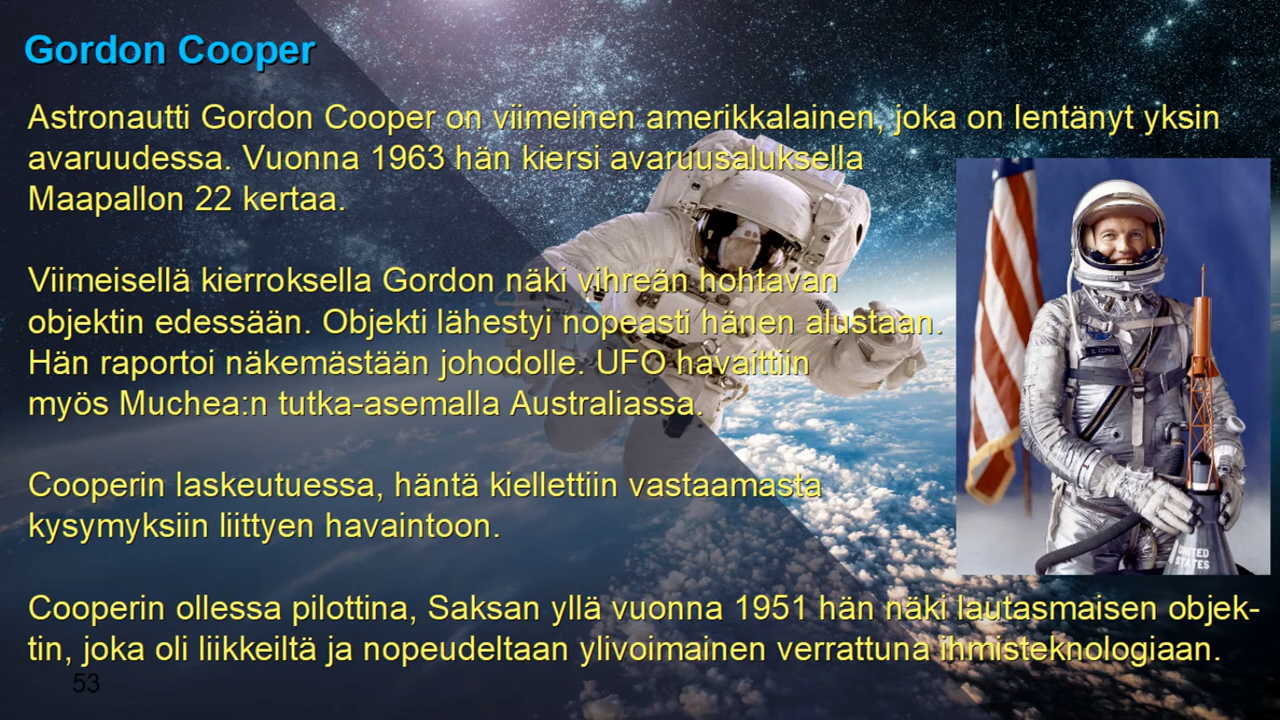 Gordon Cooper
Astronautti Gordon Cooper on viimeinen amerikkalainen, joka on lentänyt yksin
avaruudessa. Vuonna 1963 hän kiersi avaruusaluksella
Maapallon 22 kertaa.
Viimeisellä kierroksella Gordon näki vihreän hohtavan
objektin edessään. Objekti lähestyi nopeasti hänen alustaan.
Hän raportoi näkemästään johodolle. UFO havaittiin
myös Muchea:n tutka-asemalla Australiassa.
Cooperin laskeutuessa, häntä kiellettiin vastaamasta
kysymyksiin liittyen havaintoon.
UNITED
STATES
Cooperin ollessa pilottina, Saksan yllä vuonna 1951 hän näki lautasmaisen objek-
tin, joka oli liikkeiltä ja nopeudeltaan ylivoimainen verrattuna ihmisteknologiaan.
53